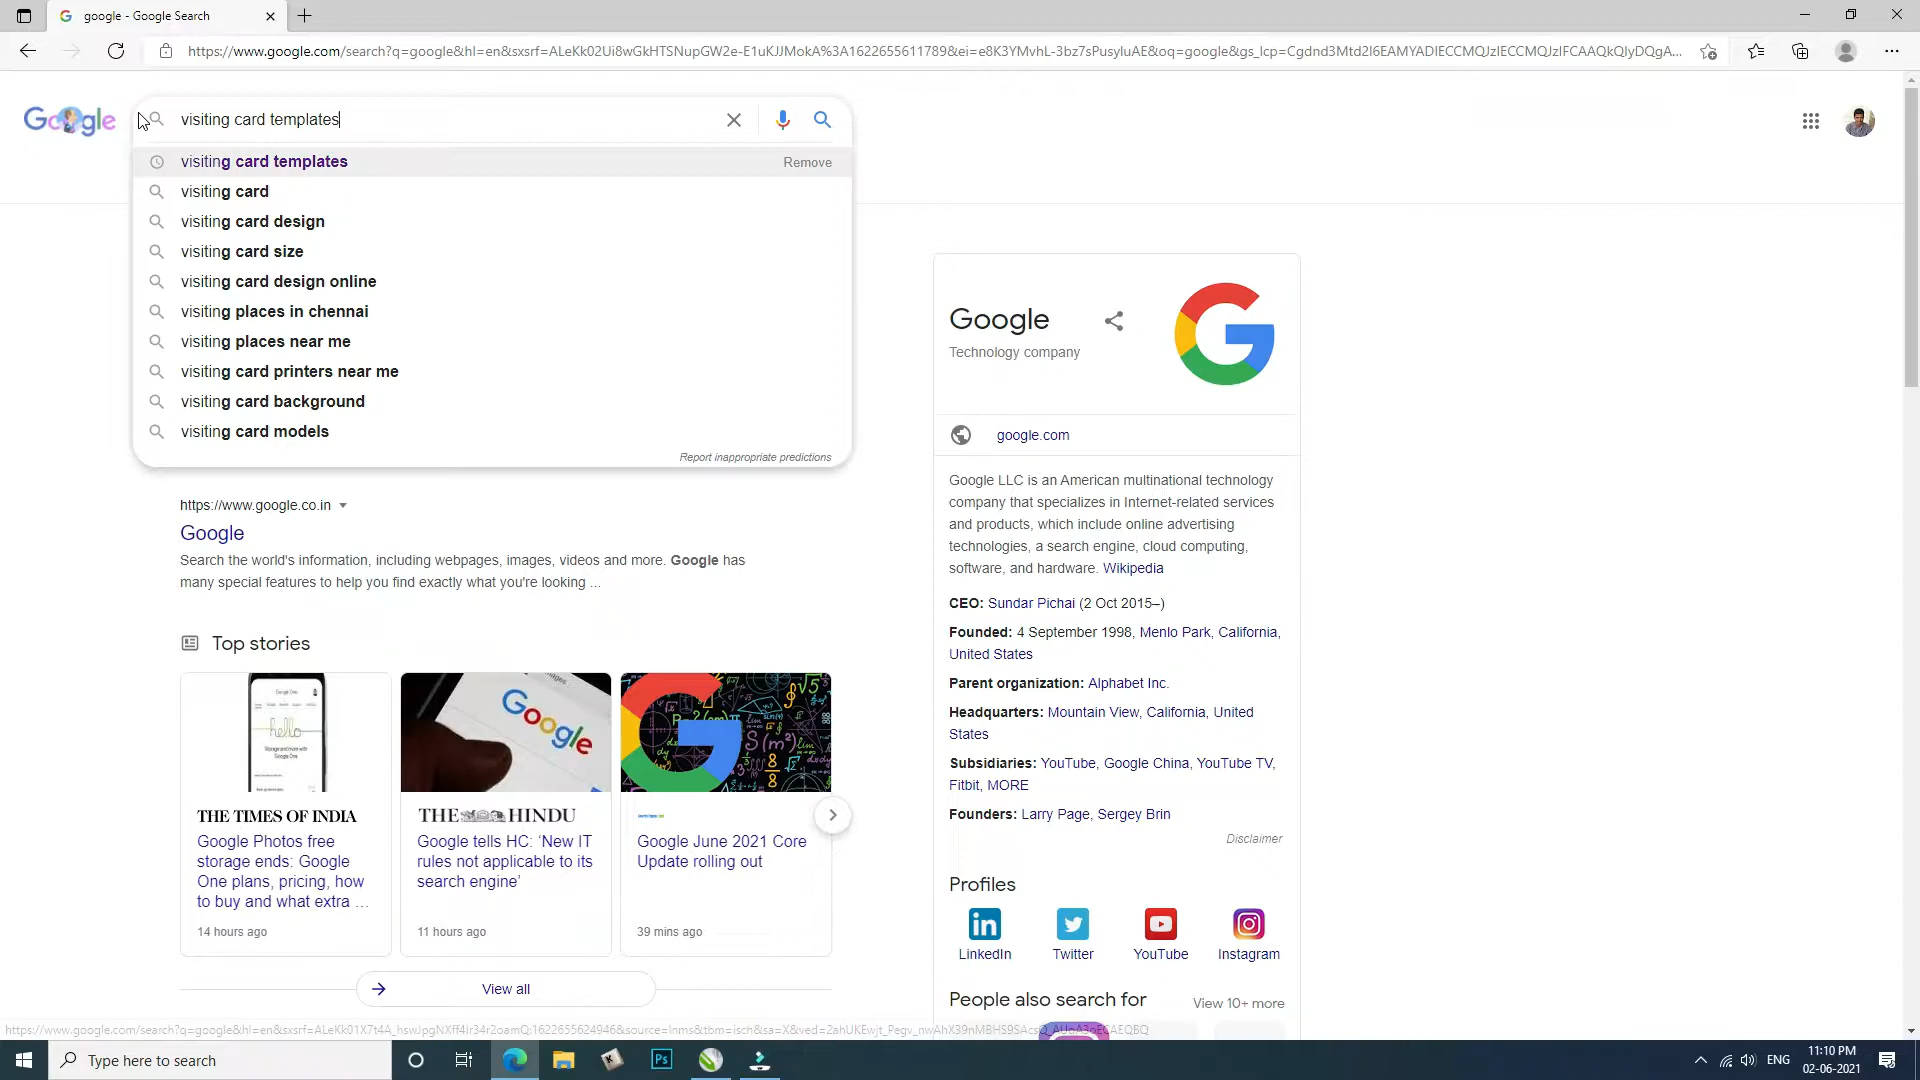 google - Google Search
https://www.google.com/search?q=google&hl=en&sxsrf=ALeKk02Ui8wGkHTSNupGW2e-E1uKJJMokA%3A1622655611789&ei=e8K3YMvhL-3bz7sPusyluAE&oq=google&gs_lcp=Cgdnd3Mtd2l6EAMYADIECCMQJzIECCMQJzIFCAAQkQIyDQgA...
Google
visiting card templates
visiting card templates Remove
visiting card
visiting card design
visiting card size
visiting card design online
visiting places in chennai
visiting places near me
visiting card printers near me
visiting card background
visiting card models
Report inappropriate predictions
https://www.google.co.in
Google
Search the world's information, including webpages, images, videos and more. Google has
many special features to help you find exactly what you're looking ...
Top stories
Google One
hello
Google
THE TIMES OF INDIA
Google Photos free
storage ends: Google
One plans, pricing, how
to buy and what extra ...
14 hours ago
THE HINDU
Google tells HC: ‘New IT
rules not applicable to its
search engine’
11 hours ago
Google June 2021 Core
Update rolling out
39 mins ago
View all
Google
Technology company
google.com
Google LLC is an American multinational technology
company that specializes in Internet-related services
and products, which include online advertising
technologies, a search engine, cloud computing,
software, and hardware. Wikipedia
CEO: Sundar Pichai (2 Oct 2015–)
Founded: 4 September 1998, Menlo Park, California,
United States
Parent organization: Alphabet Inc.
Headquarters: Mountain View, California, United
States
Subsidiaries: YouTube, Google China, YouTube TV,
Fitbit, MORE
Founders: Larry Page, Sergey Brin
Disclaimer
Profiles
LinkedIn Twitter YouTube Instagram
People also search for View 10+ more
Type here to search
Ps
ENG
11:10 PM
02-06-2021